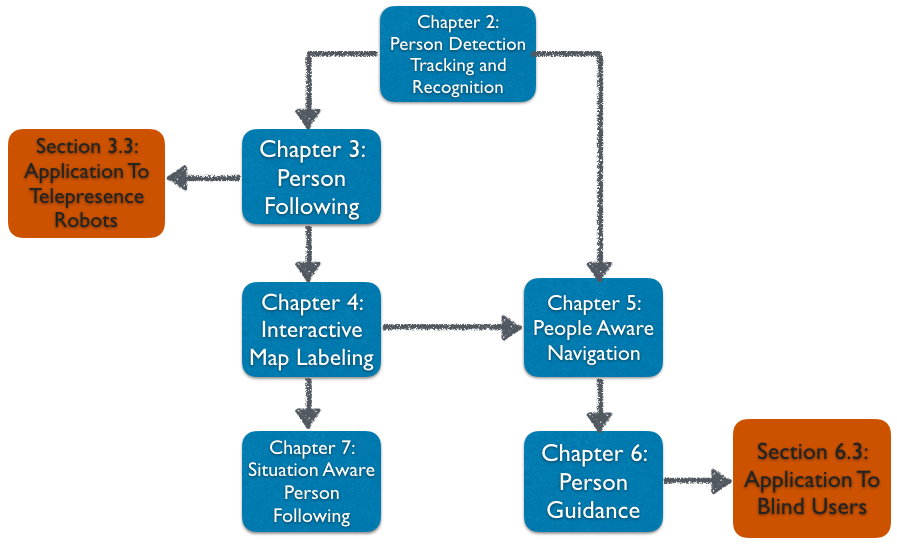 Chapter 2:
Person Detection
Tracking and
Recognition
Section 3.3:
Application To
Telepresence
Robots
Chapter 3:
Person
Following
Chapter 4:
Interactive
Map Labeling
Chapter 5:
People Aware
Navigation
Chapter 7:
Situation Aware
Person
Following
Chapter 6:
Person
Guidance
Section 6.3:
Application To
Blind Users